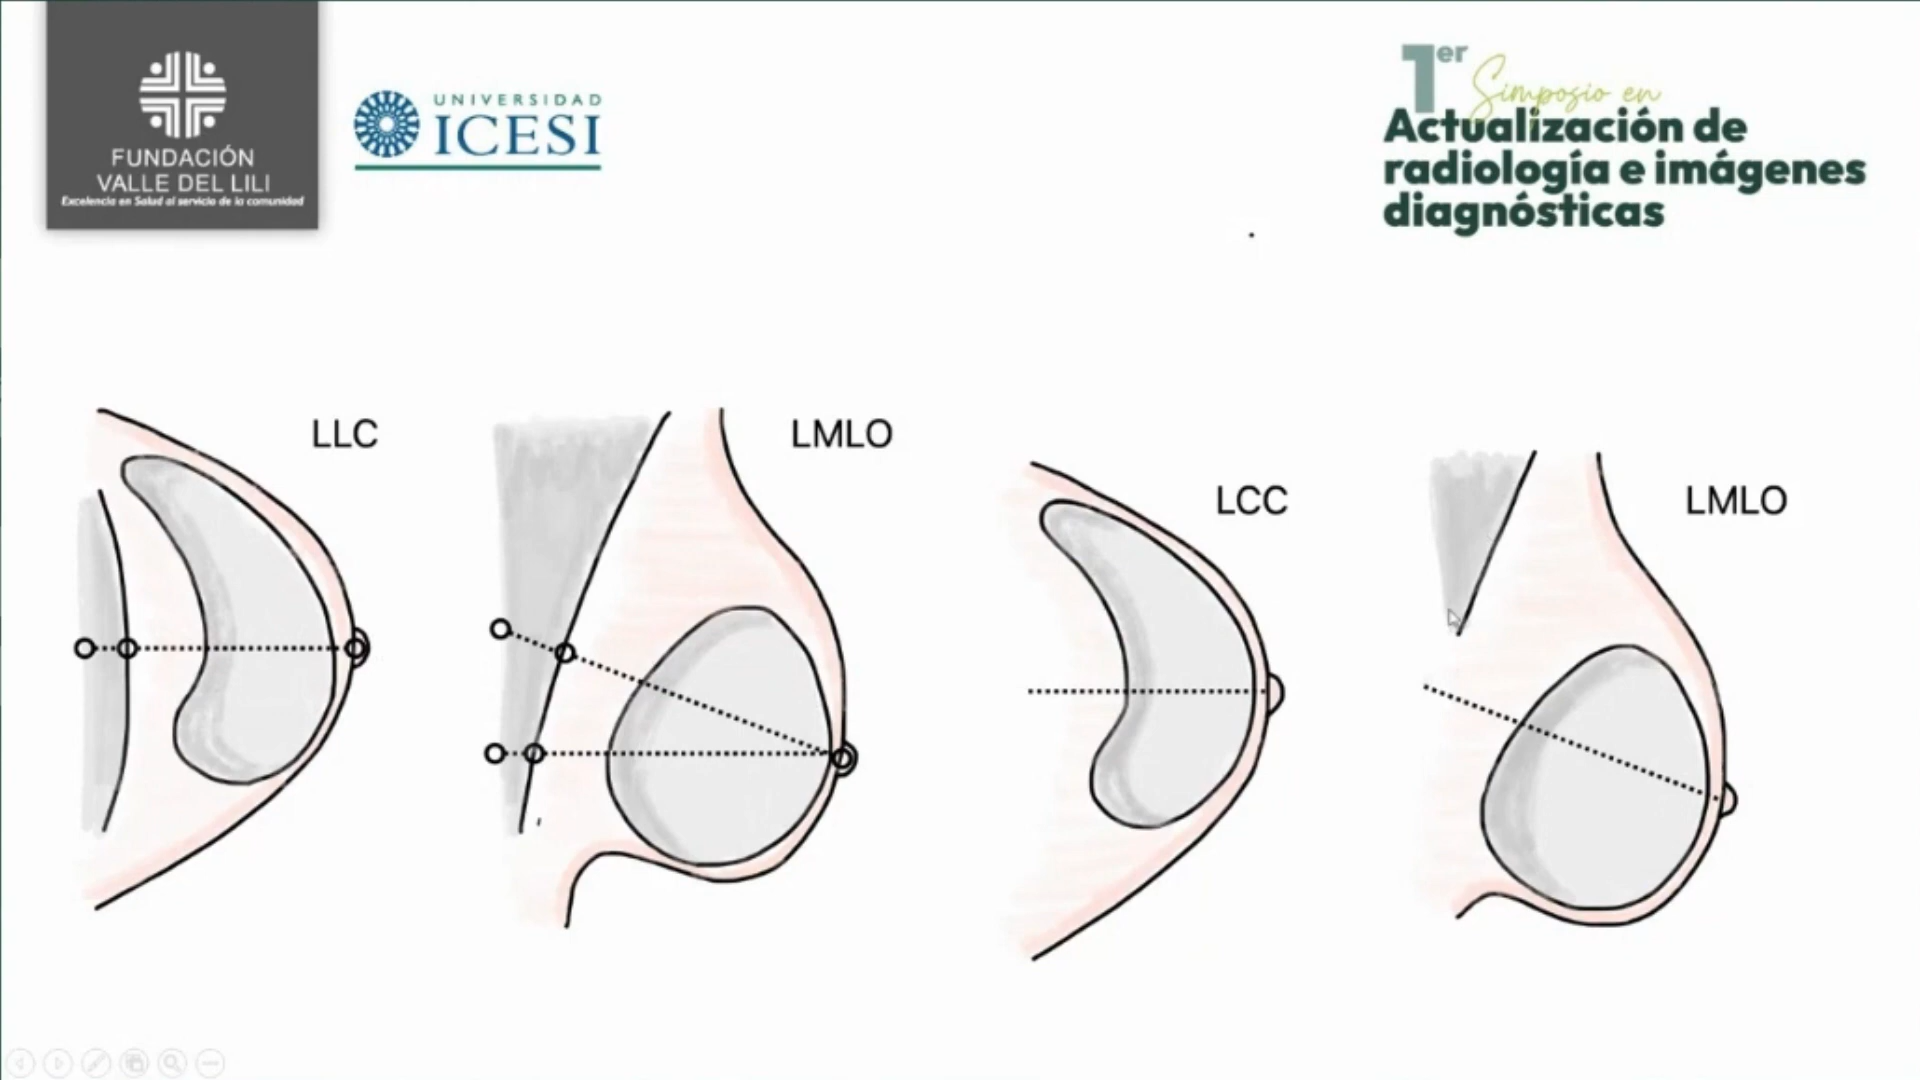 FUNDACIÓN
VALLE DEL LILI
Excelencia en Salud al servicio de la comunidad
UNIVERSIDAD
ICESI
1er
Simposio en
Actualización de
radiología e imágenes
diagnósticas
LLC
LMLO
LCC
LMLO